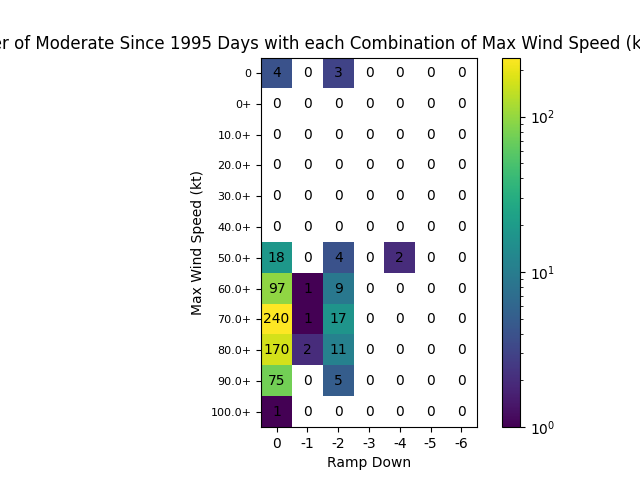 er of Moderate Since 1995 Days with each Combination of Max Wind Speed (k
0 4 0 3 0 0 0 0
0+ 0 0 0 0 0 0 0
10.0+ 0 0 0 0 0 0 0
20.0+ 0 0 0 0 0 0 0
30.0+ 0 0 0 0 0 0 0
40.0+ 0 0 0 0 0 0 0
50.0+ 18 0 4 0 2 0 0
60.0+ 97 1 9 0 0 0 0
70.0+ 240 1 17 0 0 0 0
80.0+ 170 2 11 0 0 0 0
90.0+ 75 0 5 0 0 0 0
100.0+ 1 0 0 0 0 0 0
0 -1 -2 -3 -4 -5 -6
Ramp Down
Max Wind Speed (kt)
10²
10¹
10⁰